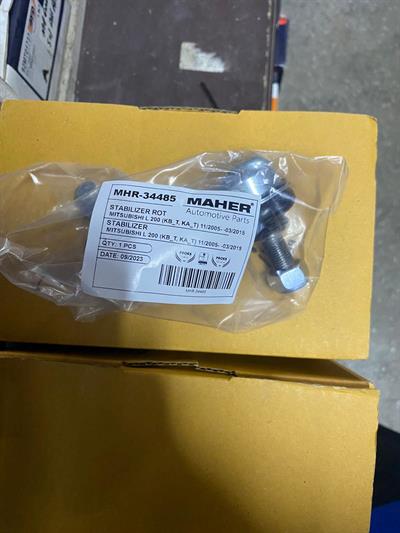 MHR-34485
MAHER
Automotive Parts
STABILIZER ROT
MITSUBISHI L 200 (KB_T, KA_T) 11/2005- -03/2015
STABILIZER
MITSUBISHI L 200 (KB_T, KA_T) 11/2005- -03/2015
QTY: 1 PCS
DATE: 09/2023